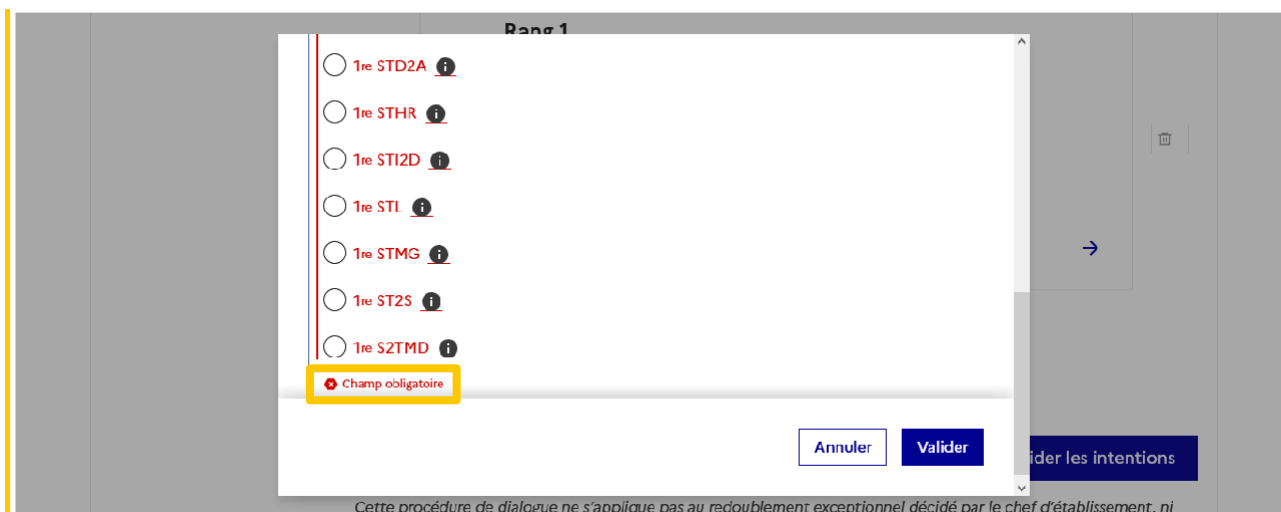 Rang 1
1re STD2A
1re STHR
1re STI2D
1re STL
1re STMG
1re ST2S
1re S2TMD
Champ obligatoire
Annuler
Valider
ider les intentions
Cette procédure de dialogue ne s'applique pas au redoublement exceptionnel décidé par le chef d'établissement, ni